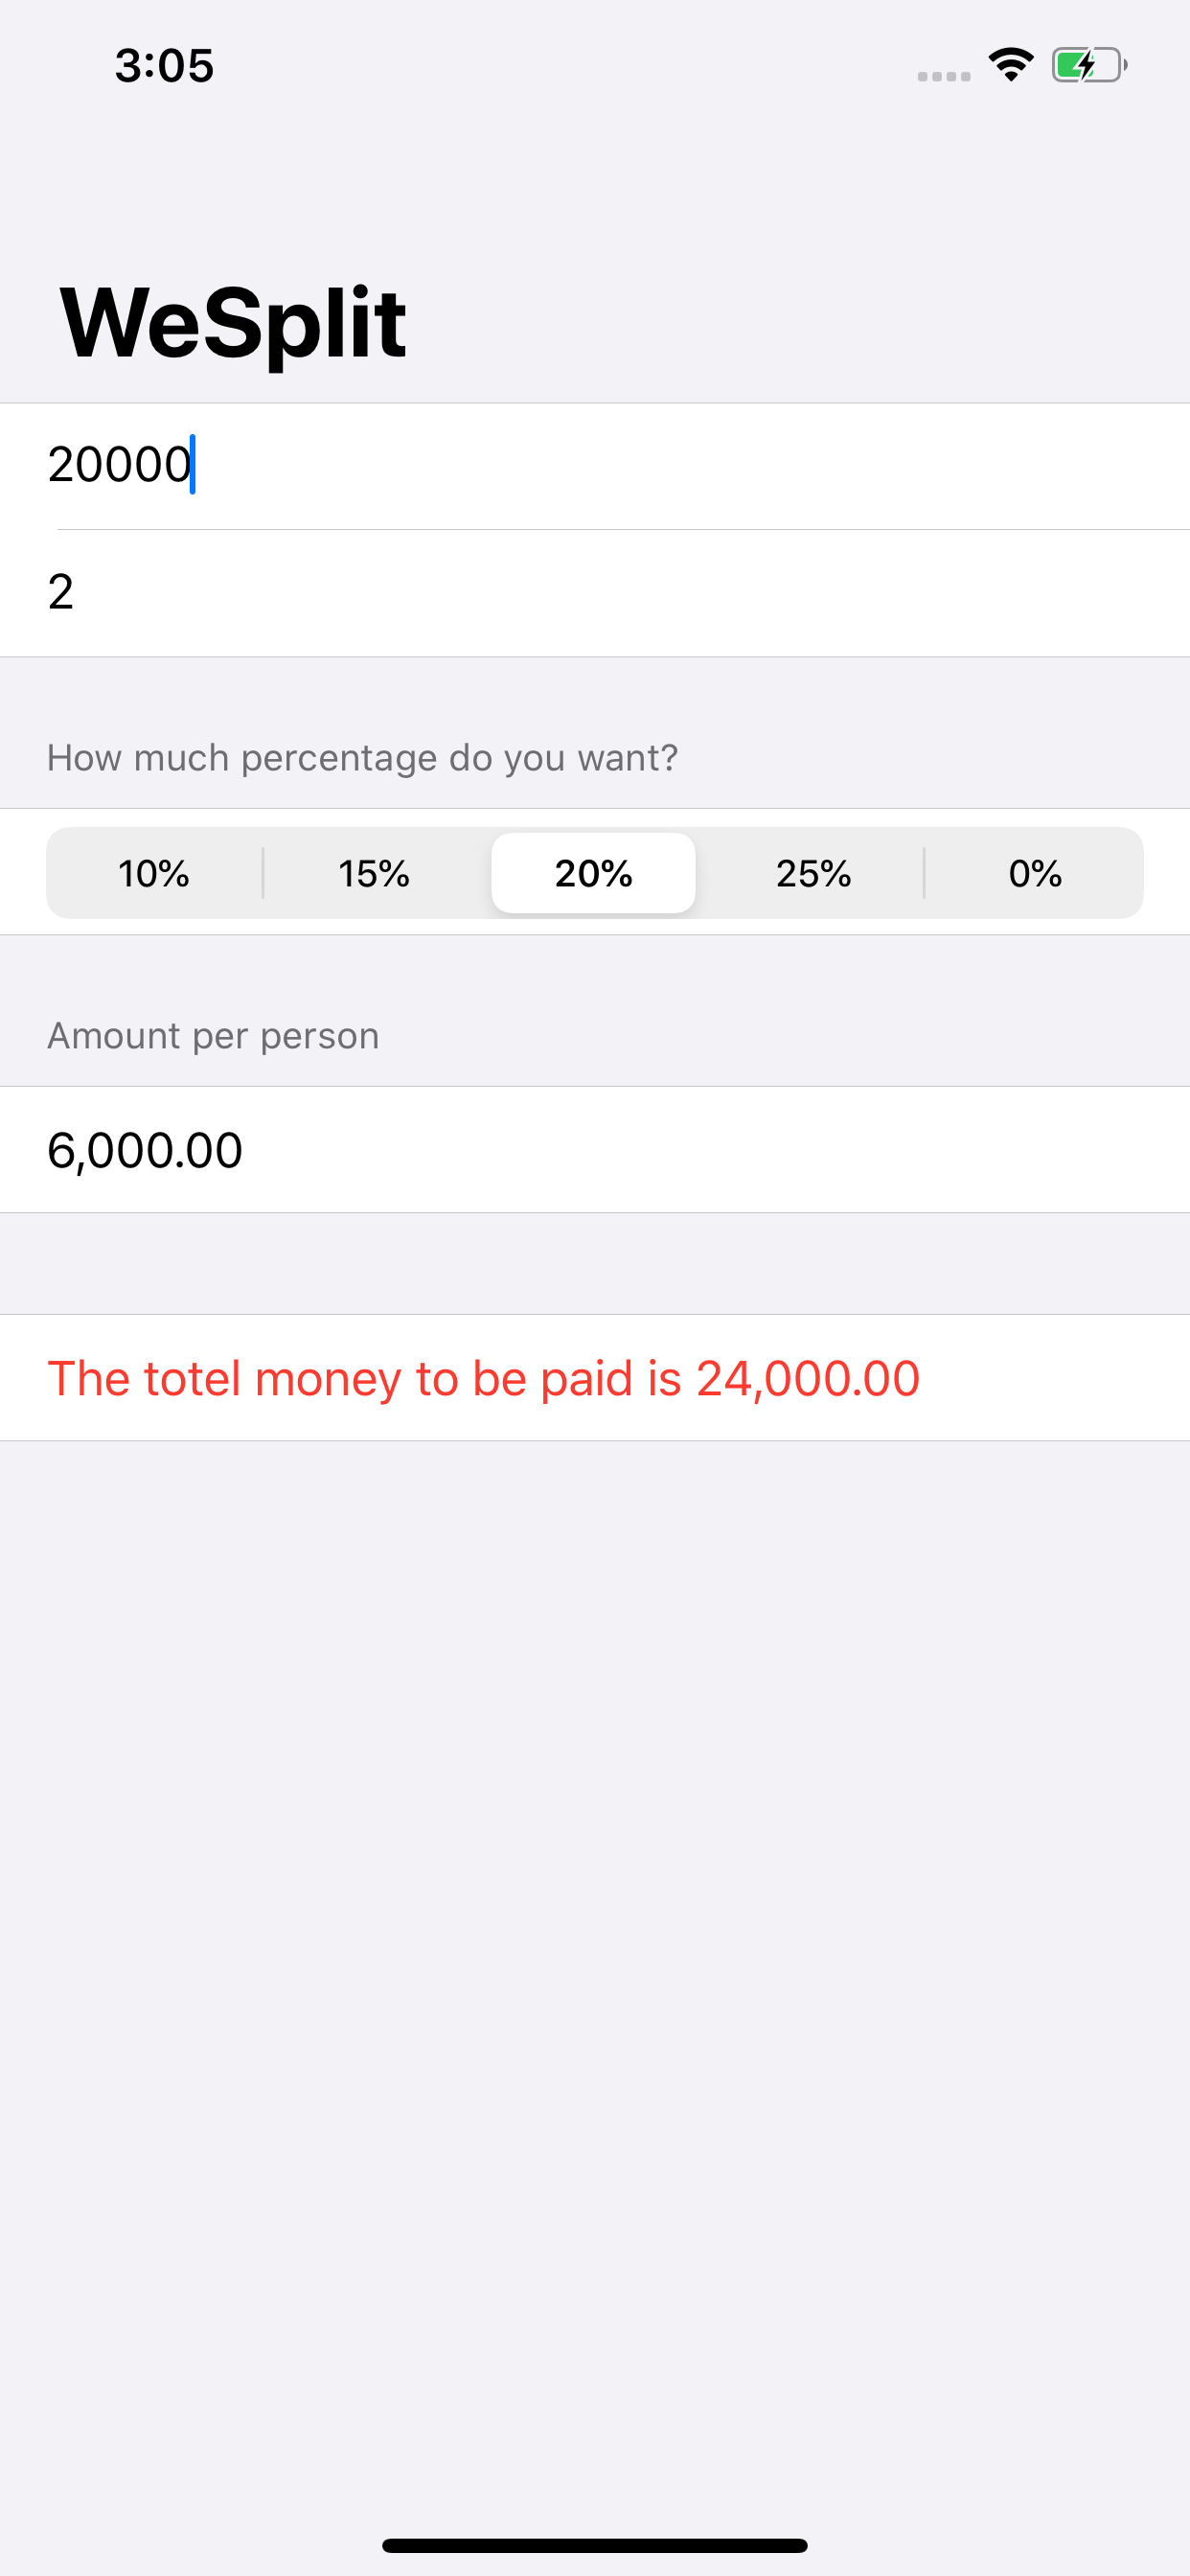 3:05
WeSplit
20000
2
How much percentage do you want?
10% 15% 20% 25% 0%
Amount per person
6,000.00
The totel money to be paid is 24,000.00